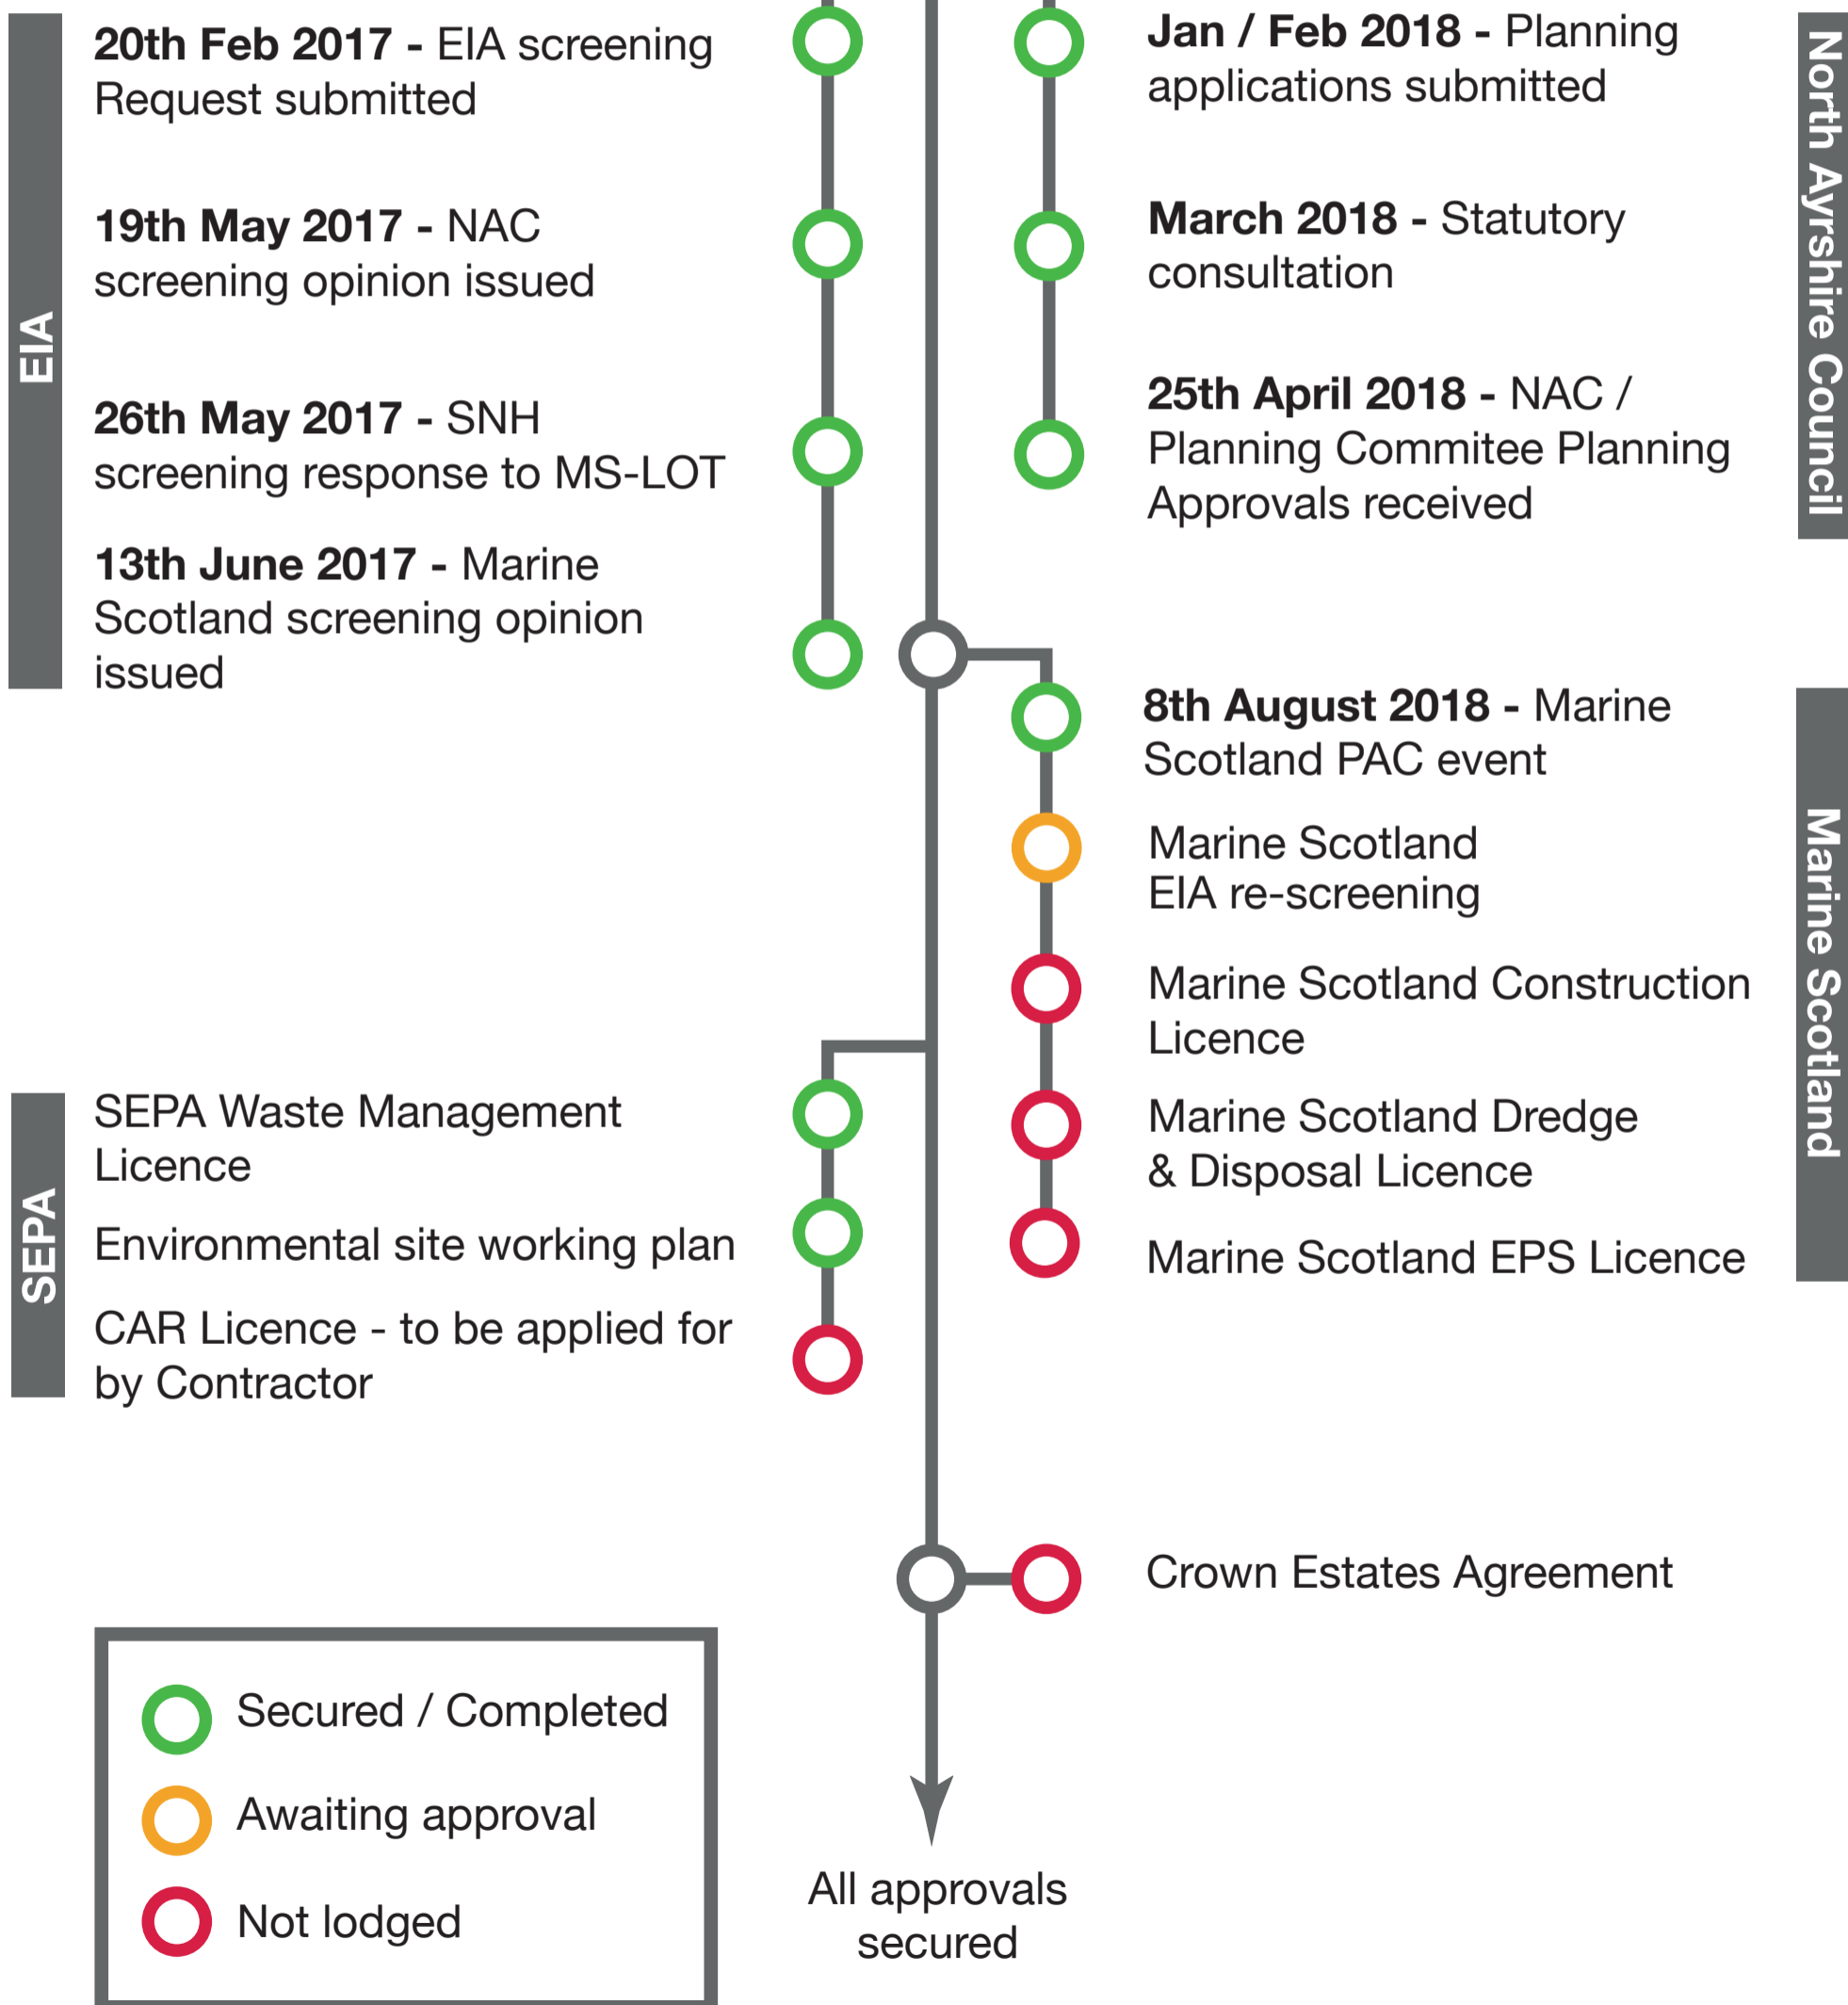 EIA
20th Feb 2017 - EIA screening
Request submitted
19th May 2017 - NAC
screening opinion issued
26th May 2017 - SNH
screening response to MS-LOT
13th June 2017 - Marine
Scotland screening opinion
issued
North Ayrshire Council
Jan / Feb 2018 - Planning
applications submitted
March 2018 - Statutory
consultation
25th April 2018 - NAC /
Planning Commitee Planning
Approvals received
Marine Scotland
8th August 2018 - Marine
Scotland PAC event
Marine Scotland
EIA re-screening
Marine Scotland Construction
Licence
Marine Scotland Dredge
& Disposal Licence
Marine Scotland EPS Licence
SEPA
SEPA Waste Management
Licence
Environmental site working plan
CAR Licence - to be applied for
by Contractor
Crown Estates Agreement
Secured / Completed
Awaiting approval
Not lodged
All approvals
secured